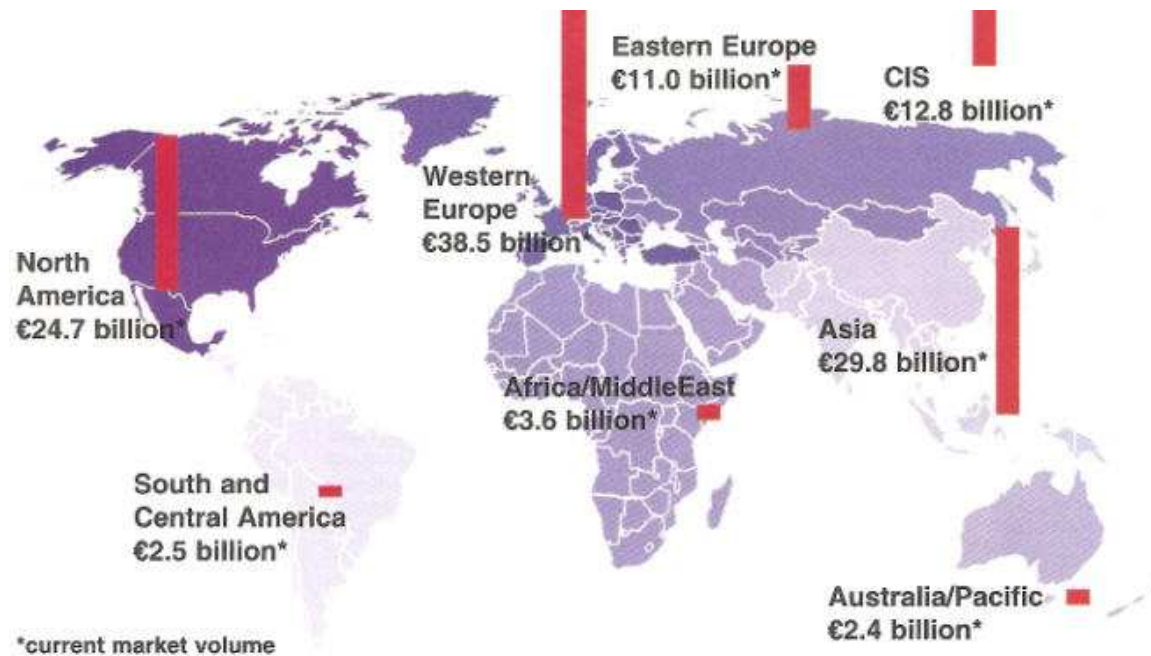 Eastern Europe
€11.0 billion*
CIS
€12.8 billion*
Western
Europe
€38.5 billion
North
America
€24.7 billion*
Asia
€29.8 billion*
Africa/MiddleEast
€3.6 billion*
South and
Central America
€2.5 billion*
Australia/Pacific
€2.4 billion*
*current market volume